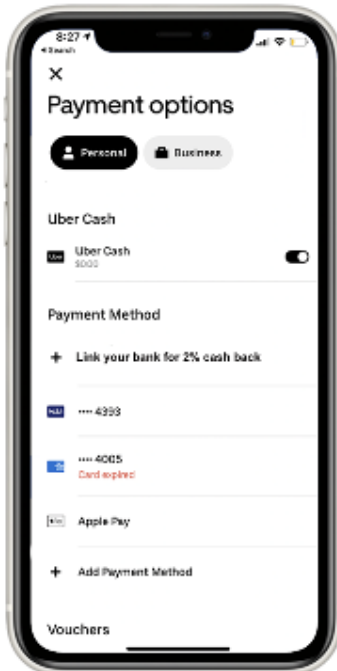 8:27
Search
Payment options
Personal
Business
Uber Cash
Uber Cash
$0.00
Payment Method
+ Link your bank for 2% cash back
•••• 4393
•••• 4005
Card expired
Apple Pay
+ Add Payment Method
Vouchers